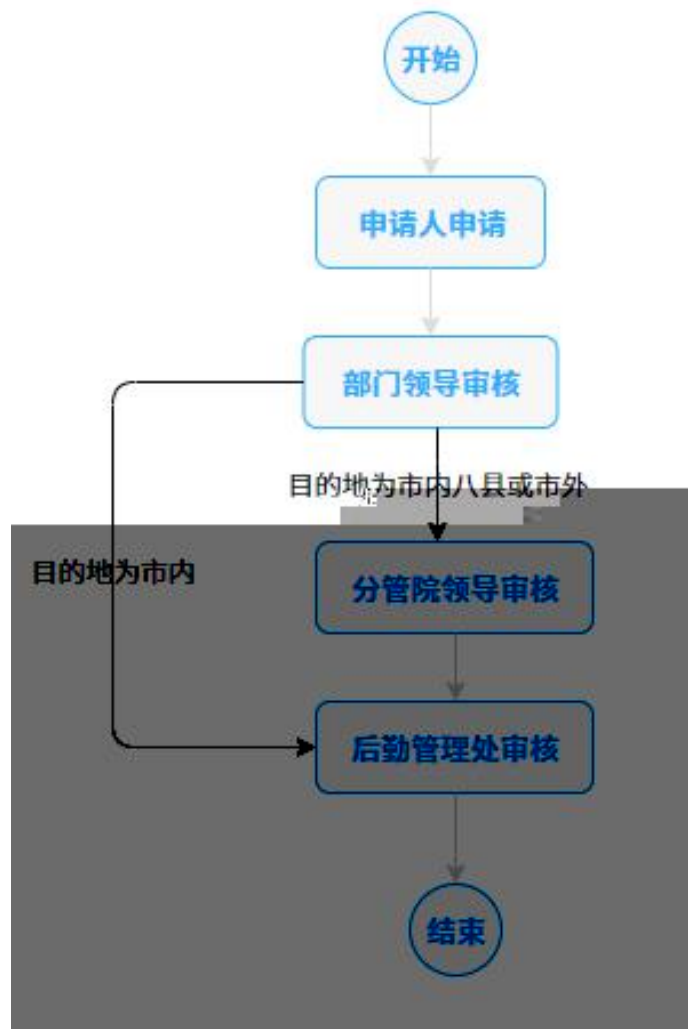 开始
申请人申请
部门领导审核
目的地为市内八县或市外
目的地为市内
分管院领导审核
后勤管理处审核
结束